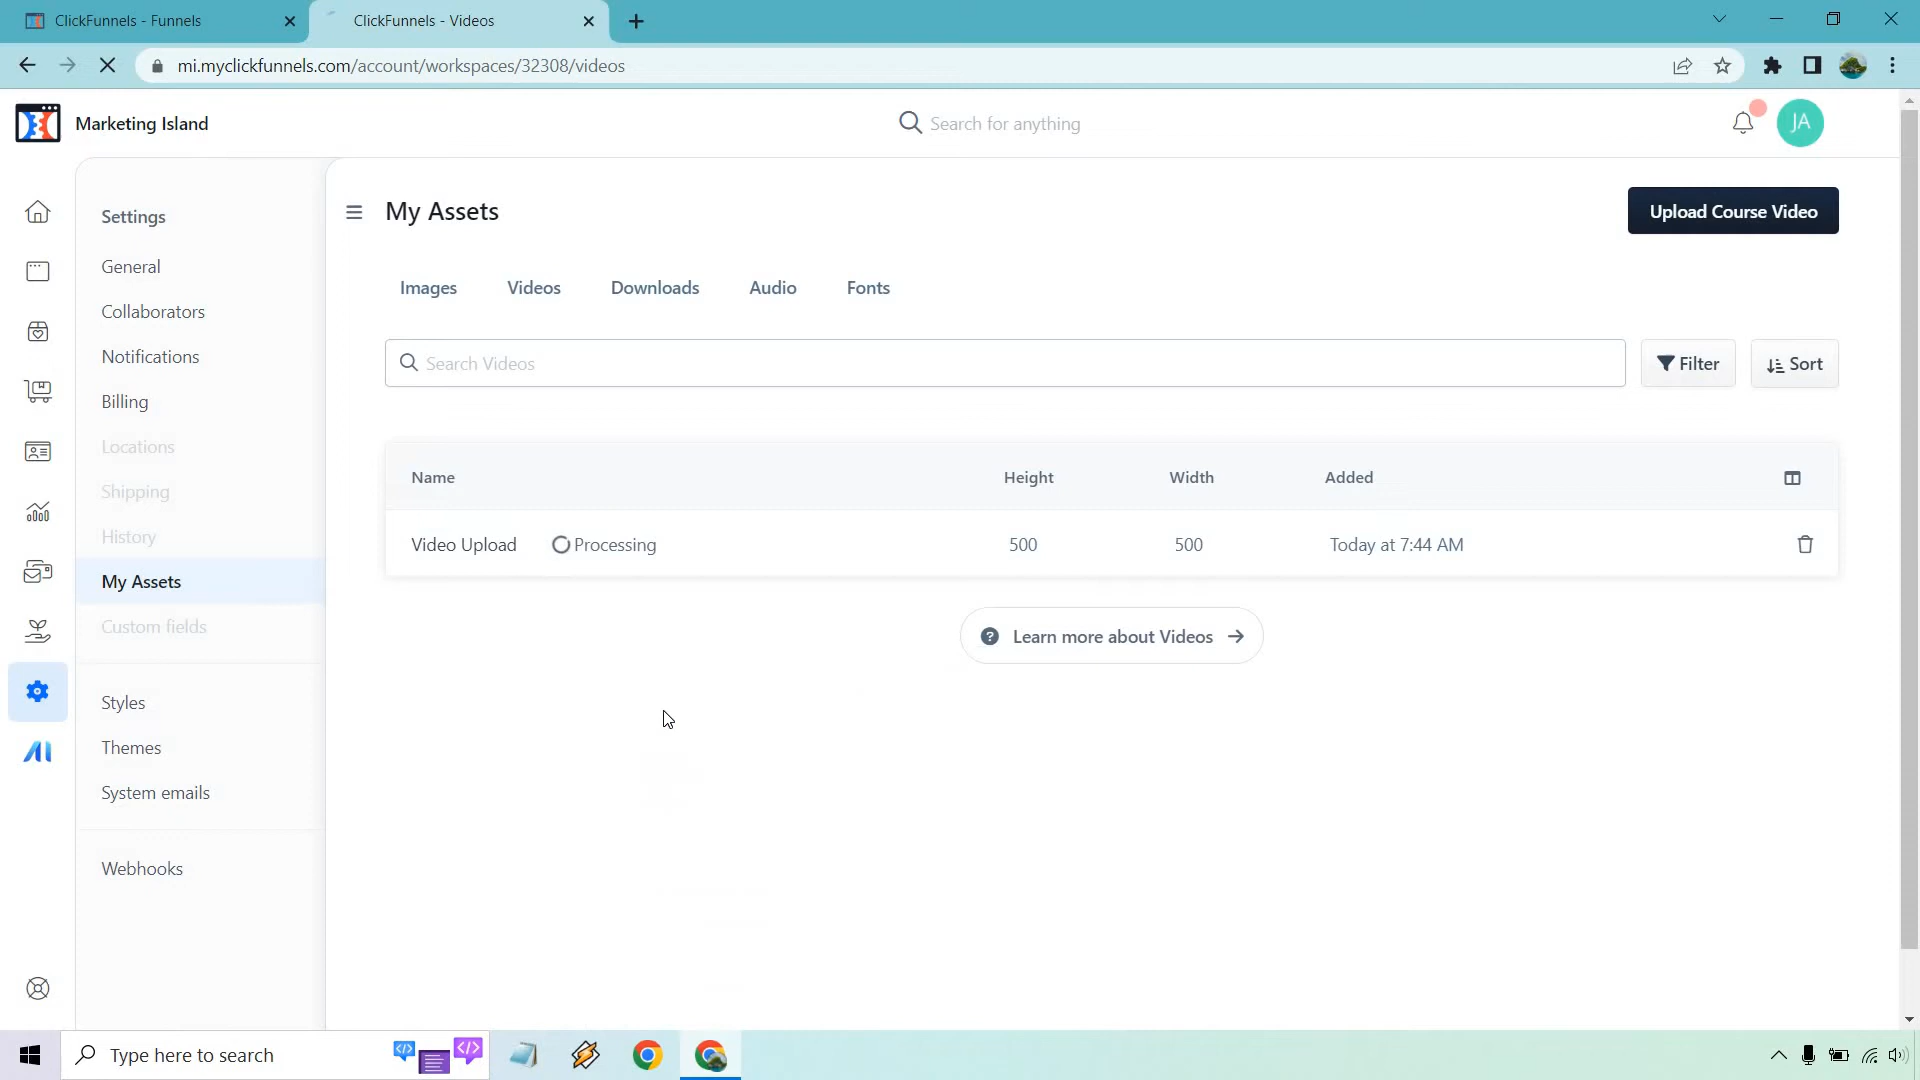 ClickFunnels - Funnels
ClickFunnels - Videos
mi.myclickfunnels.com/account/workspaces/32308/videos
Marketing Island
Search for anything
JA
Settings
General
Collaborators
Notifications
Billing
Locations
Shipping
History
My Assets
Custom fields
Styles
Themes
System emails
Webhooks
My Assets
Upload Course Video
Images Videos Downloads Audio Fonts
Search Videos
Filter
Sort
Name Height Width Added
Video Upload Processing 500 500 Today at 7:44 AM
? Learn more about Videos →
Type here to search